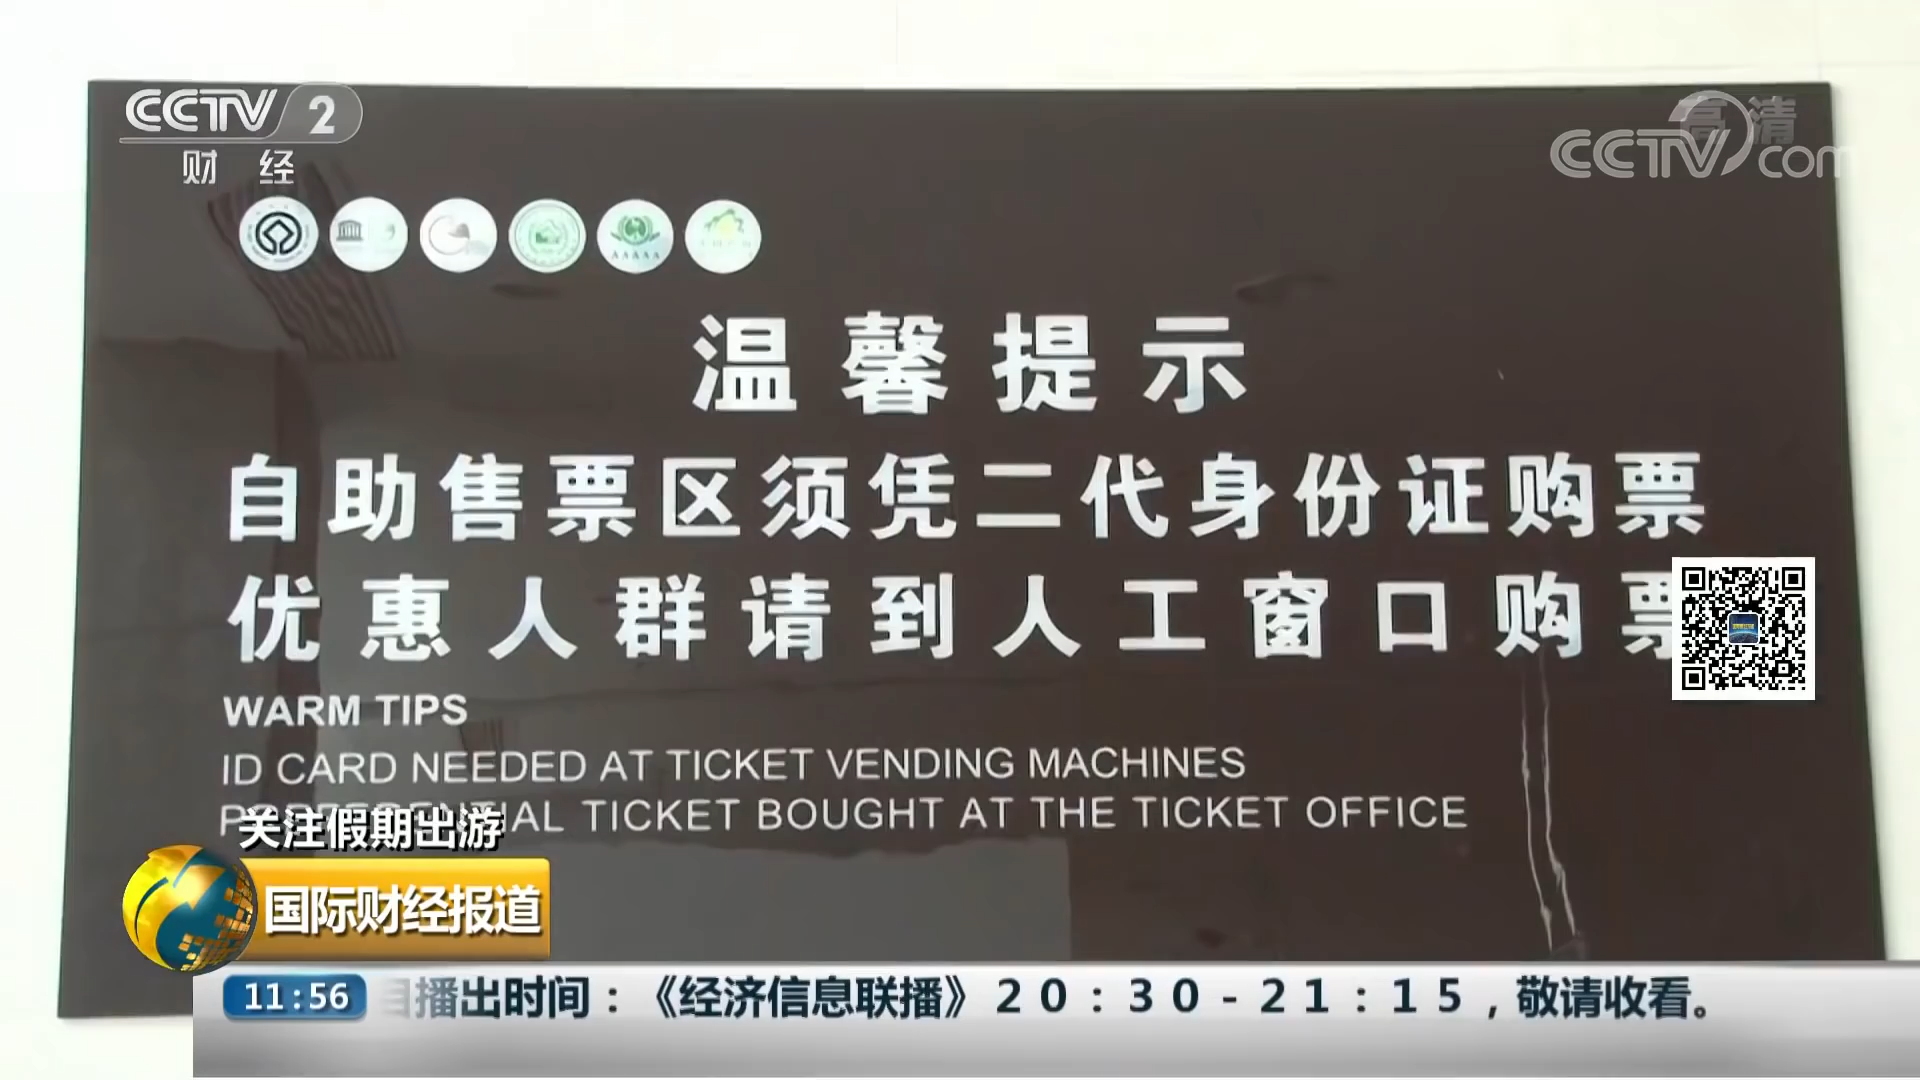 CCTV 2
财 经
高清
CCTV.com
AAAAA
温馨提示
自助售票区须凭二代身份证购票
优惠人群请到人工窗口购票
WARM TIPS
ID CARD NEEDED AT TICKET VENDING MACHINES
TICKET BOUGHT AT THE TICKET OFFICE
关注假期出游
国际财经报道
11:56
播出时间：《经济信息联播》20:30-21:15，敬请收看。